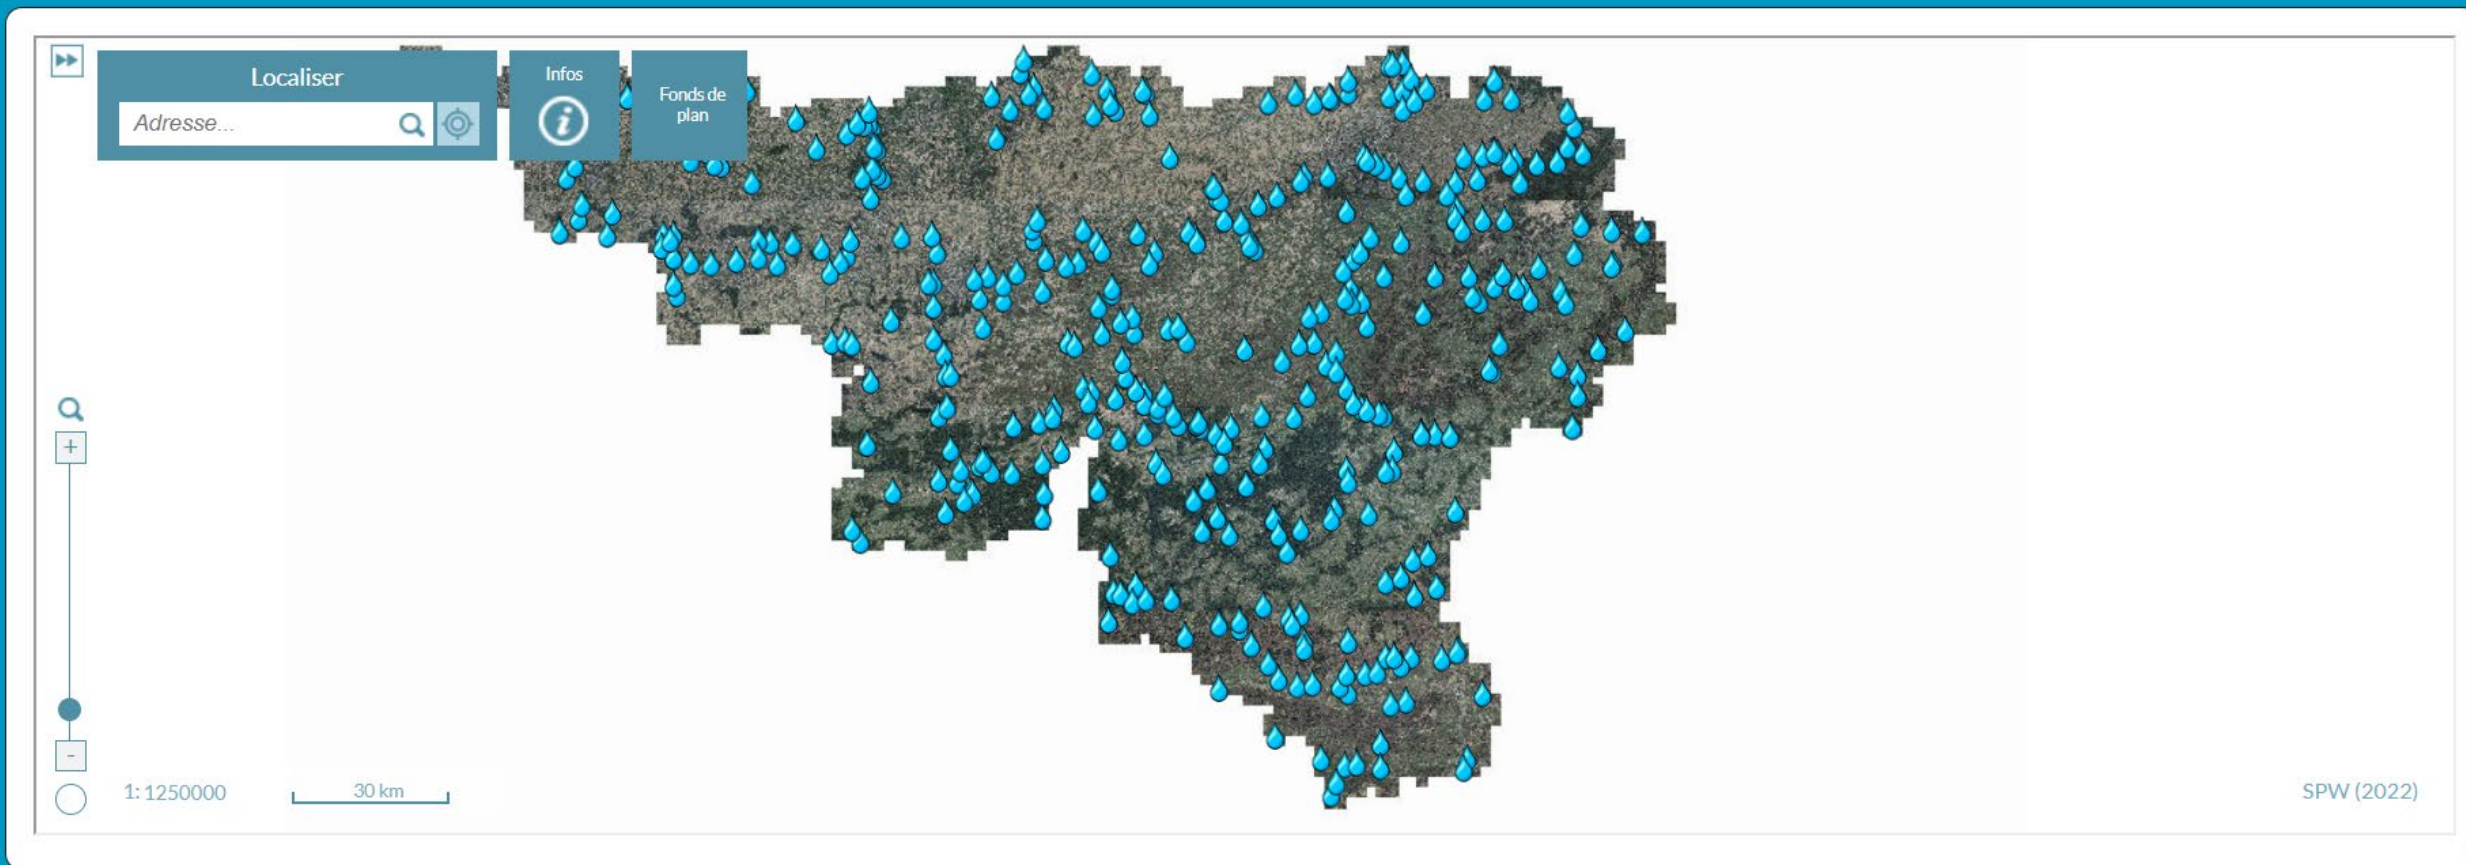 Localiser
Adresse...
Infos
Fonds de
plan
+
-
1: 1250000
30 km
SPW (2022)